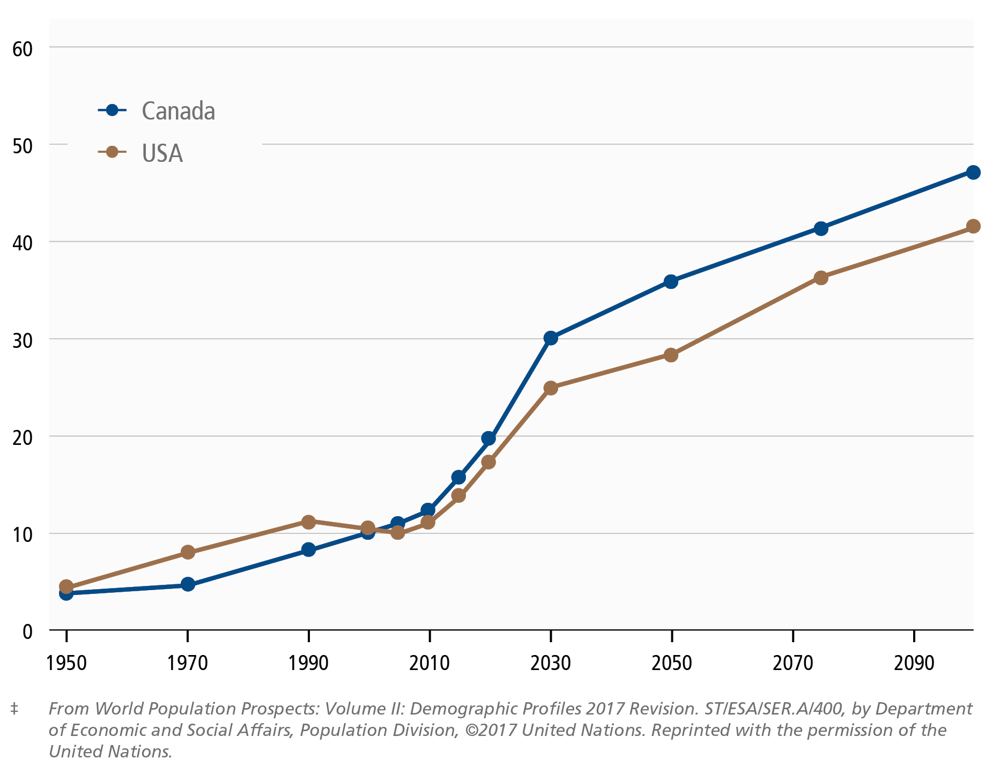 60
Canada
50
USA
40
30
20
10
0
1950 1970 1990 2010 2030 2050 2070 2090
‡ From World Population Prospects: Volume II: Demographic Profiles 2017 Revision. ST/ESA/SER.A/400, by Department
of Economic and Social Affairs, Population Division, ©2017 United Nations. Reprinted with the permission of the
United Nations.